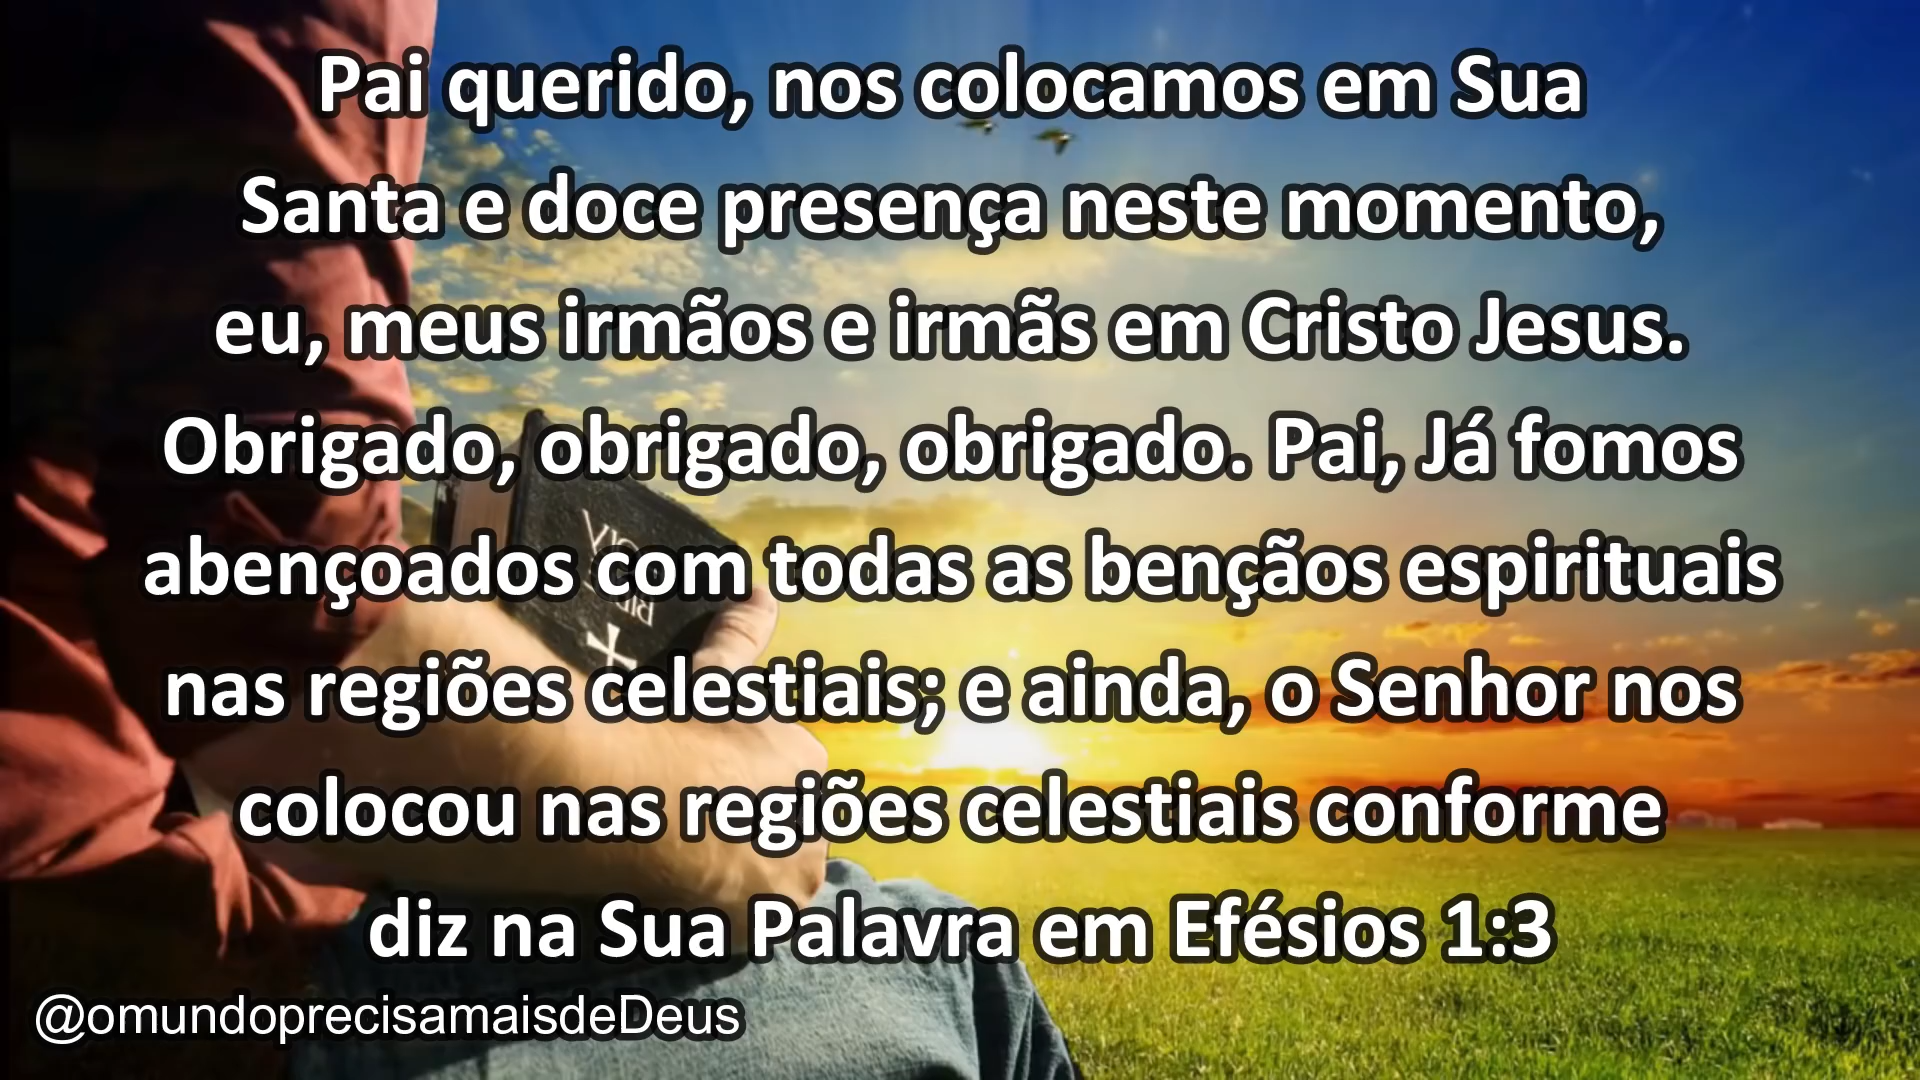 Pai querido, nos colocamos em Sua
Santa e doce presença neste momento,
eu, meus irmãos e irmãs em Cristo Jesus.
Obrigado, obrigado, obrigado. Pai, Já fomos
abençoados com todas as bençãos espirituais
nas regiões celestiais; e ainda, o Senhor nos
colocou nas regiões celestiais conforme
diz na Sua Palavra em Efésios 1:3
@omundoprecisamaisdeDeus